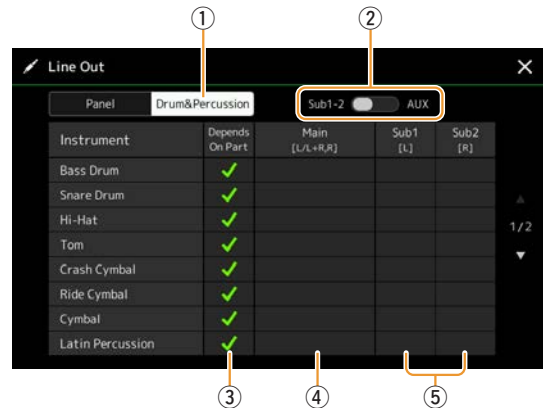 ① ②
Line Out ×
Panel Drum&Percussion Sub1-2 AUX
Instrument Depends On Part Main [L/L+R,R] Sub1 [L] Sub2 [R]
Bass Drum ✓
Snare Drum ✓
Hi-Hat ✓
1/2
Tom ✓
Crash Cymbal ✓
Ride Cymbal ✓
Cymbal ✓
Latin Percussion ✓
③ ④ ⑤